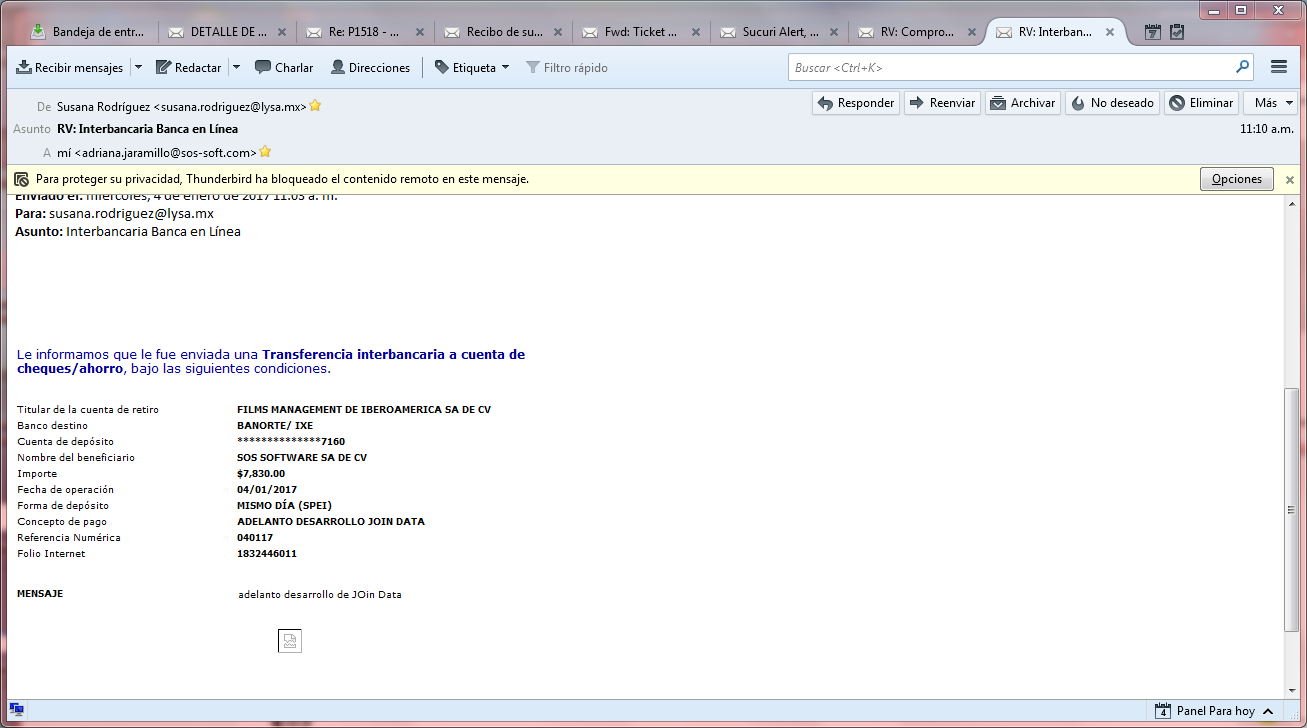 Bandeja de entr...
DETALLE DE ...
Re: P1518 - ...
Recibo de su...
Fwd: Ticket ...
Sucuri Alert, ...
RV: Compro...
RV: Interban...
7
Recibir mensajes
Redactar
Charlar
Direcciones
Etiqueta
Filtro rápido
Buscar <Ctrl+K>
De Susana Rodríguez <susana.rodriguez@lysa.mx>
Responder
Reenviar
Archivar
No deseado
Eliminar
Más
Asunto RV: Interbancaria Banca en Línea
11:10 a.m.
A mí <adriana.jaramillo@sos-soft.com>
Para proteger su privacidad, Thunderbird ha bloqueado el contenido remoto en este mensaje.
Opciones
Enviado el: miércoles, 4 de enero de 2017 11:03 a. m.
Para: susana.rodriguez@lysa.mx
Asunto: Interbancaria Banca en Línea
Le informamos que le fue enviada una Transferencia interbancaria a cuenta de
cheques/ahorro, bajo las siguientes condiciones.
Titular de la cuenta de retiro FILMS MANAGEMENT DE IBEROAMERICA SA DE CV
Banco destino BANORTE/ IXE
Cuenta de depósito **************7160
Nombre del beneficiario SOS SOFTWARE SA DE CV
Importe $7,830.00
Fecha de operación 04/01/2017
Forma de depósito MISMO DÍA (SPEI)
Concepto de pago ADELANTO DESARROLLO JOIN DATA
Referencia Numérica 040117
Folio Internet 1832446011
MENSAJE adelanto desarrollo de JOin Data
4 Panel Para hoy